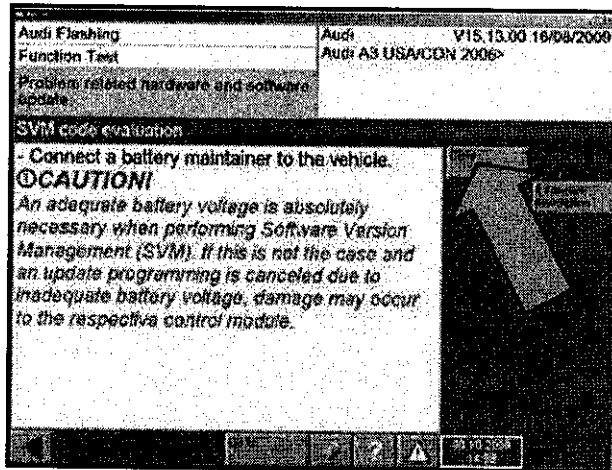 Audi Flashing
Audi V15.13.00 16/08/2009
Function Test
Audi A3 USA/CDN 2006>
Problem related hardware and software
update
SVM code evaluation
- Connect a battery maintainer to the vehicle.
ⓘCAUTION!
An adequate battery voltage is absolutely
necessary when performing Software Version
Management (SVM). If this is not the case and
an update programming is canceled due to
inadequate battery voltage, damage may occur
to the respective control module.
?